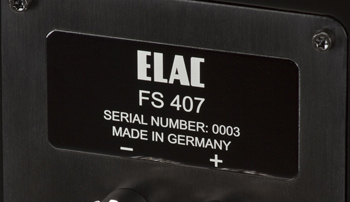 ELAC
FS 407
SERIAL NUMBER: 0003
MADE IN GERMANY
– +